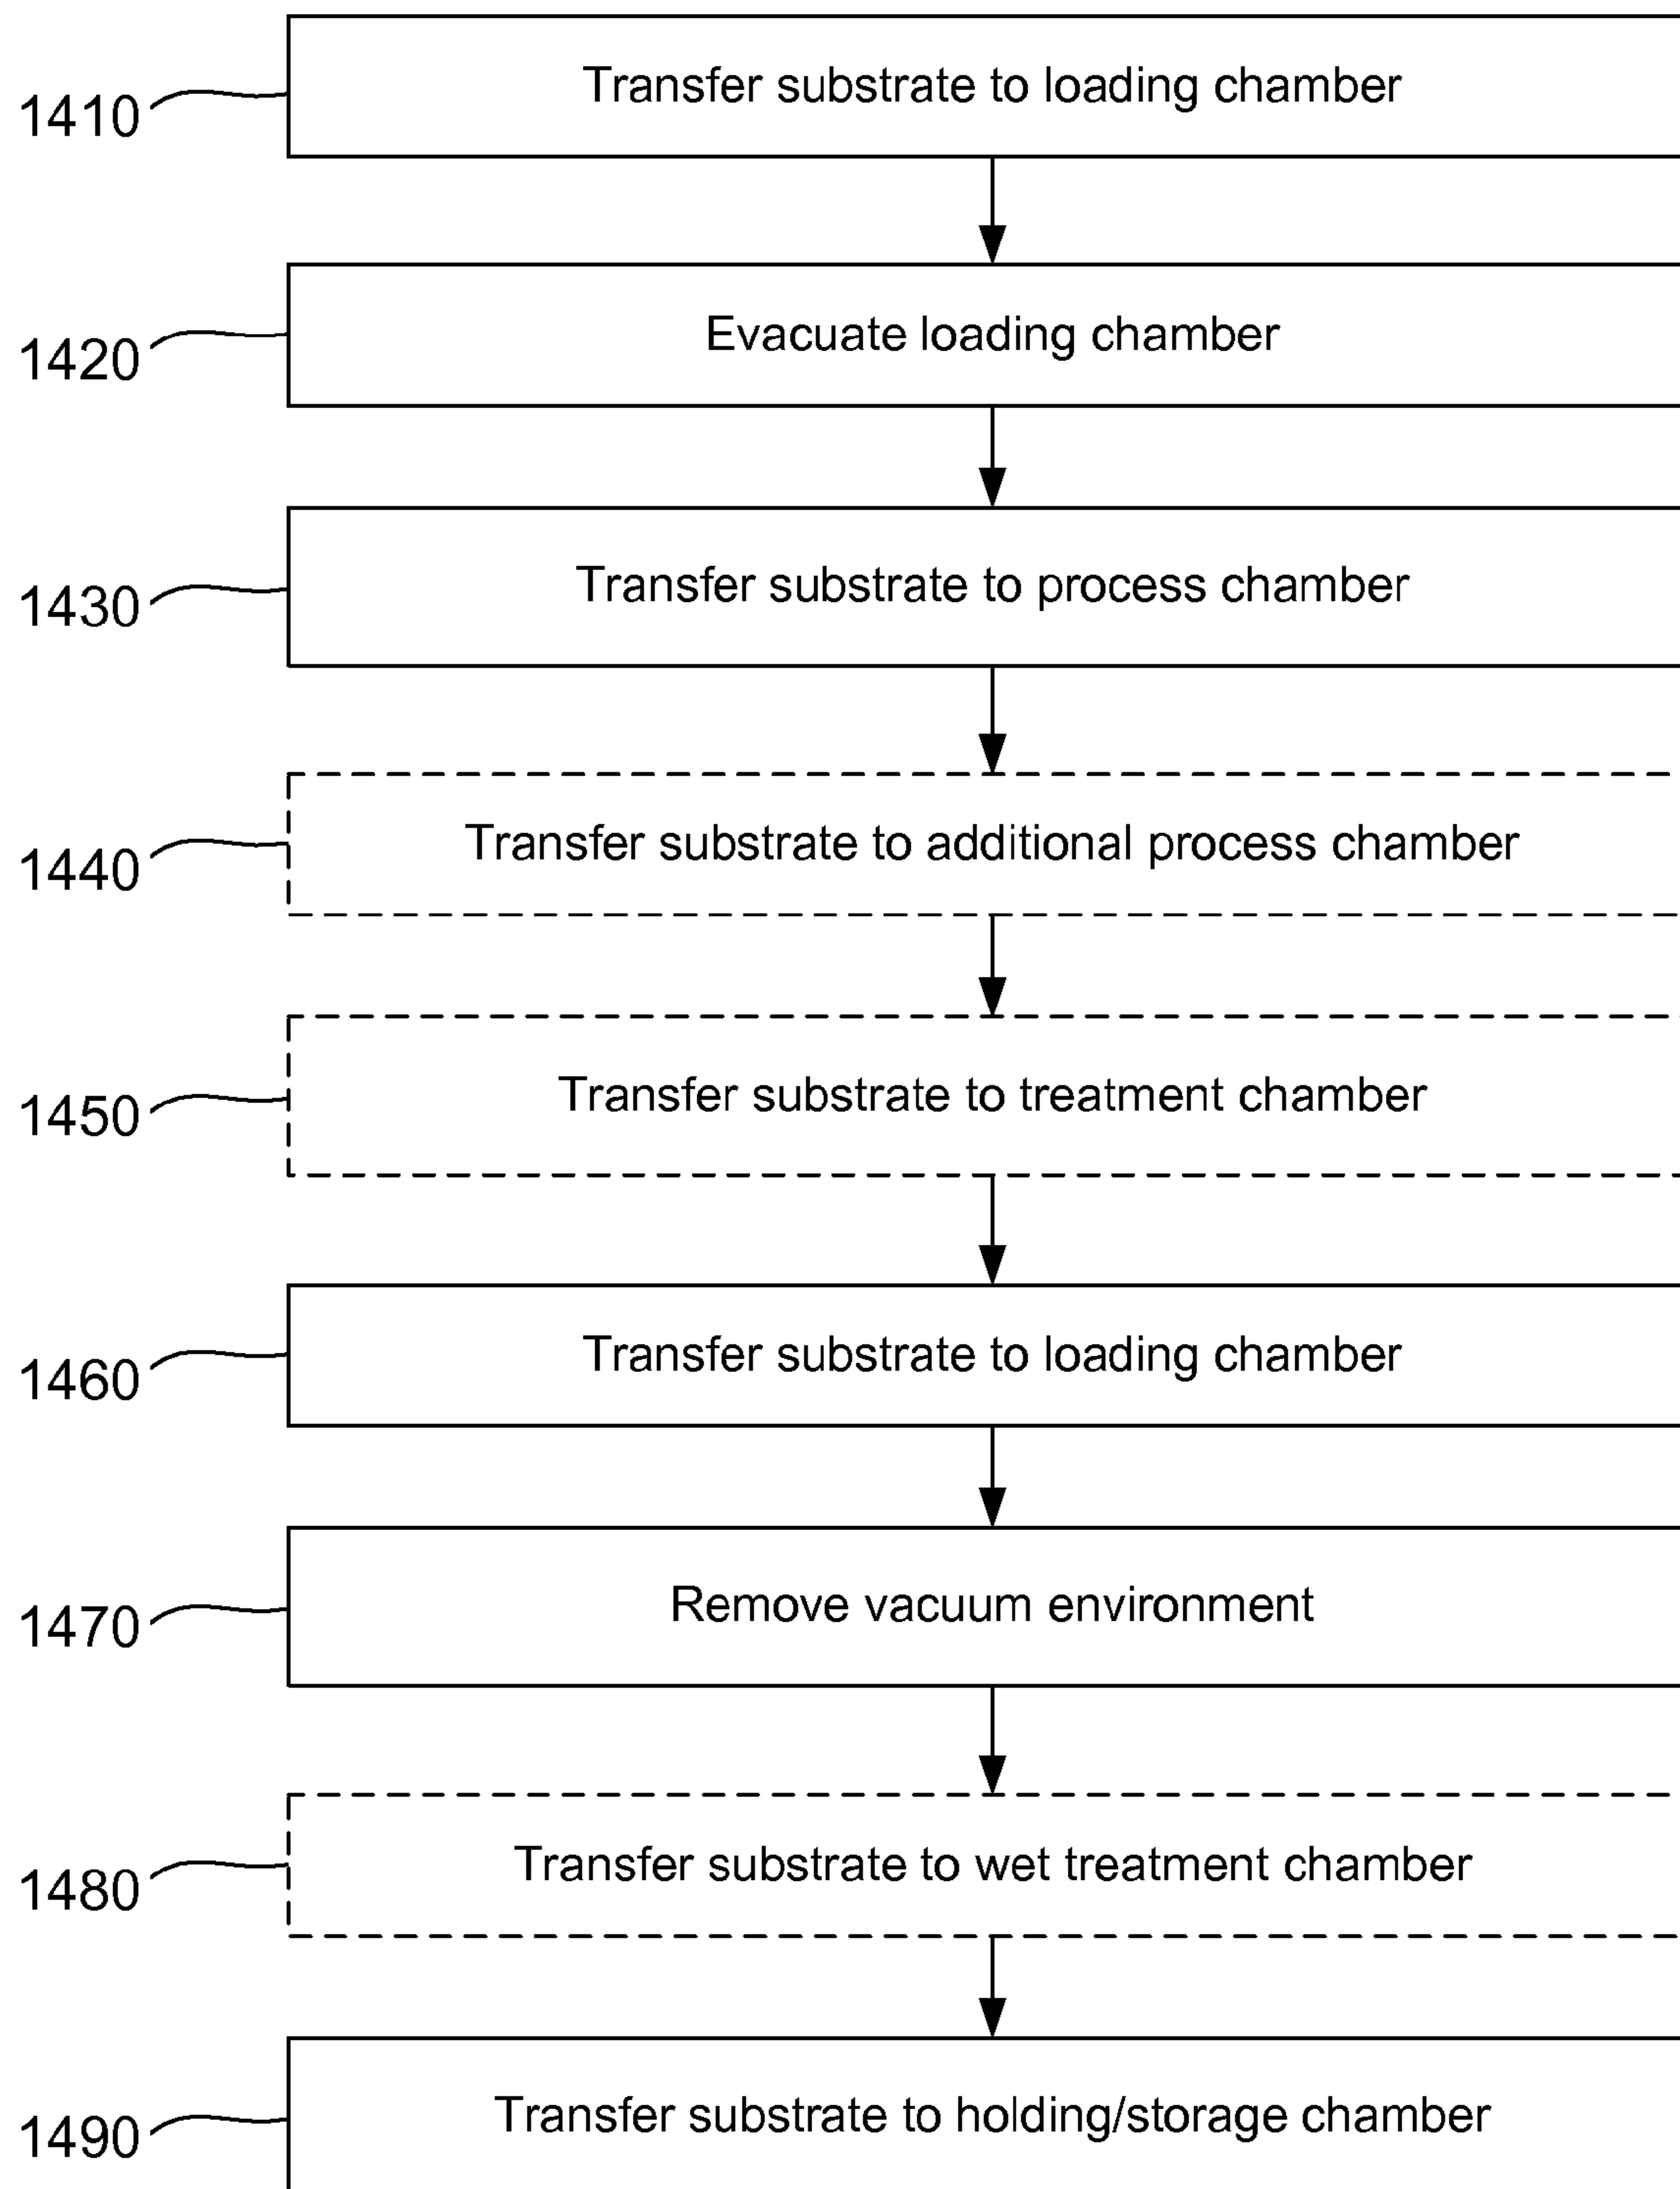 1410 Transfer substrate to loading chamber
1420 Evacuate loading chamber
1430 Transfer substrate to process chamber
1440 Transfer substrate to additional process chamber
1450 Transfer substrate to treatment chamber
1460 Transfer substrate to loading chamber
1470 Remove vacuum environment
1480 Transfer substrate to wet treatment chamber
1490 Transfer substrate to holding/storage chamber